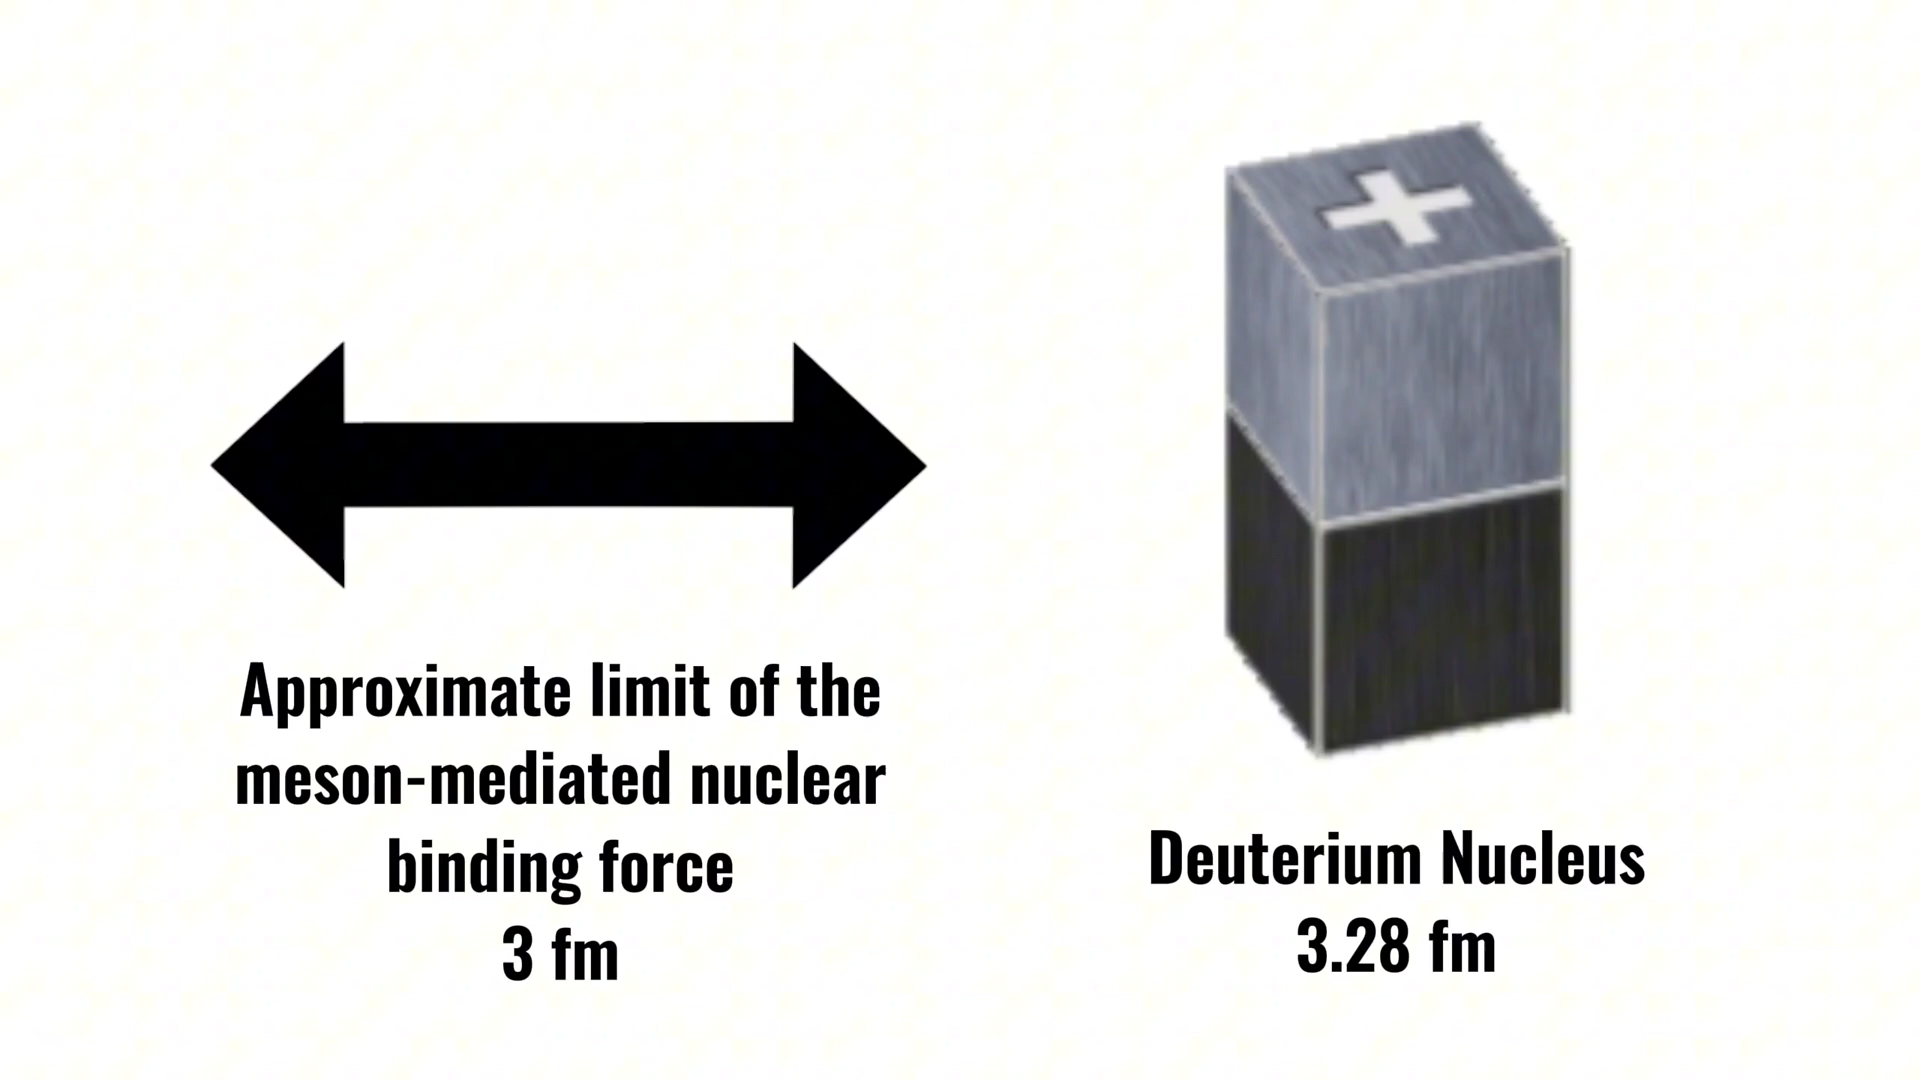 Approximate limit of the
meson-mediated nuclear
binding force
3 fm
Deuterium Nucleus
3.28 fm